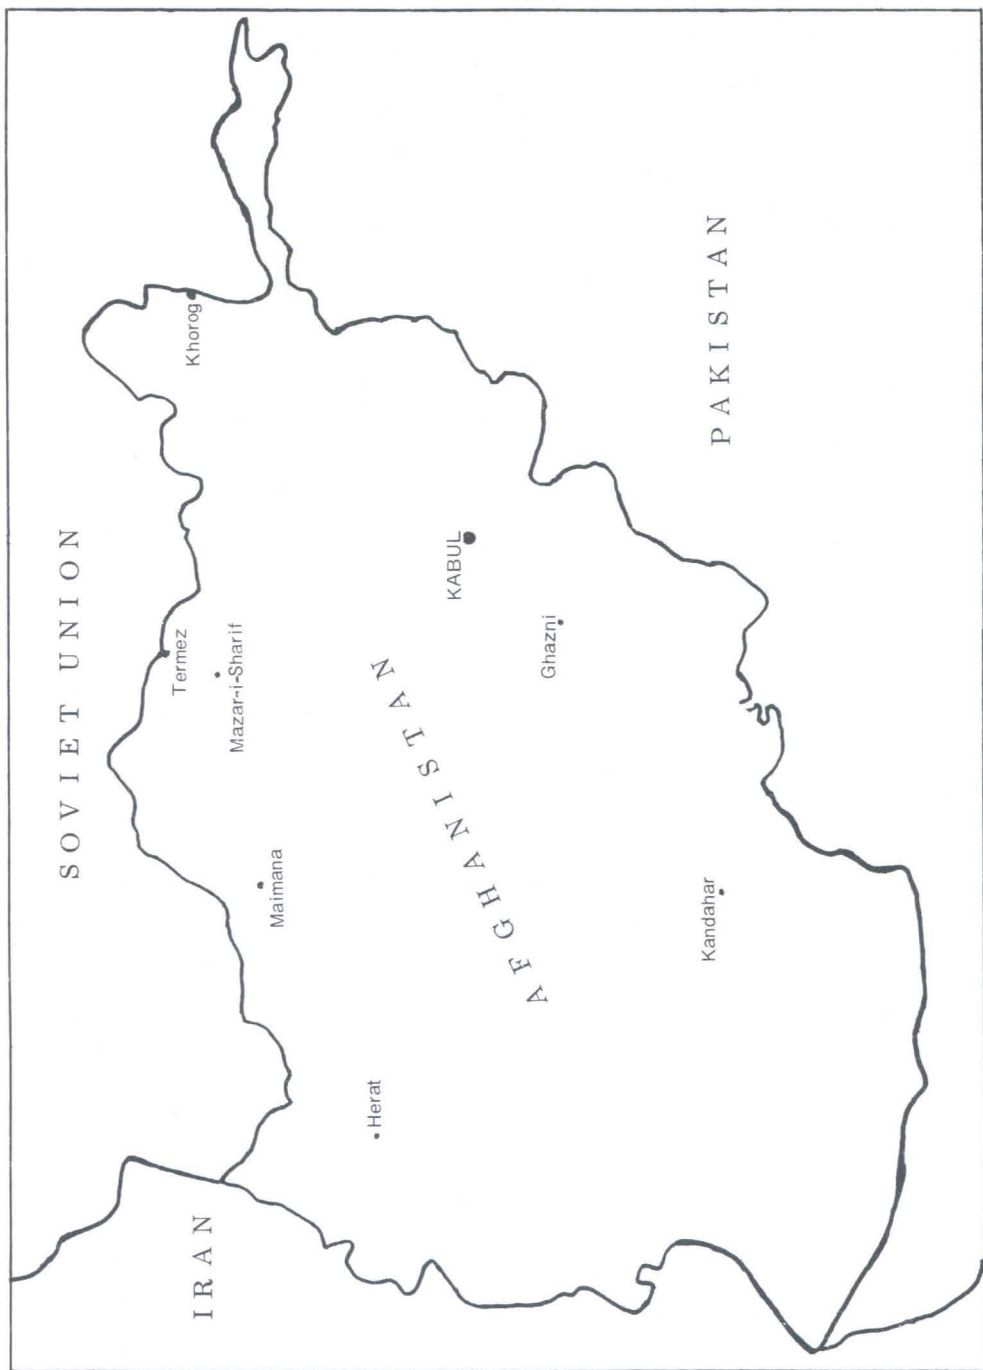 SOVIET UNION
IRAN
PAKISTAN
AFGHANISTAN
Khorog
Termez
Mazar-i-Sharif
Maimana
Herat
KABUL
Ghazni
Kandahar